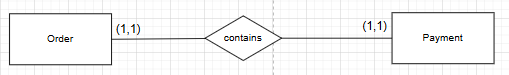 Order
(1,1)
contains
(1,1)
Payment